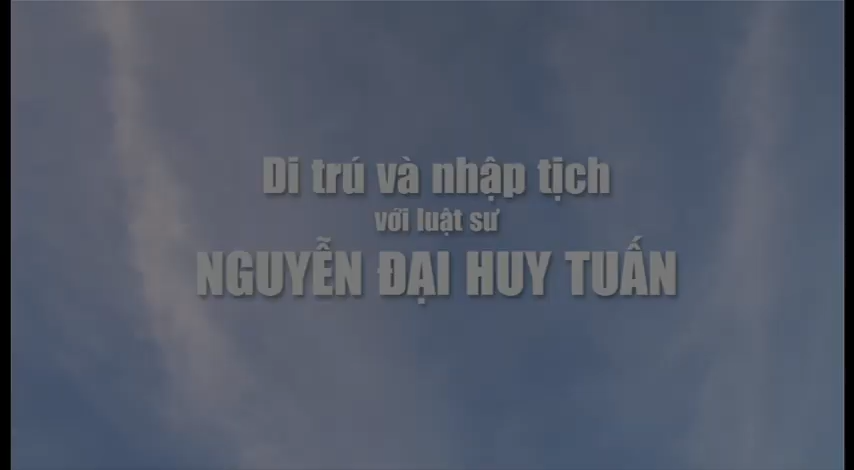 Di trú và nhập tịch
với luật sư
NGUYỄN ĐẠI HUY TUẤN